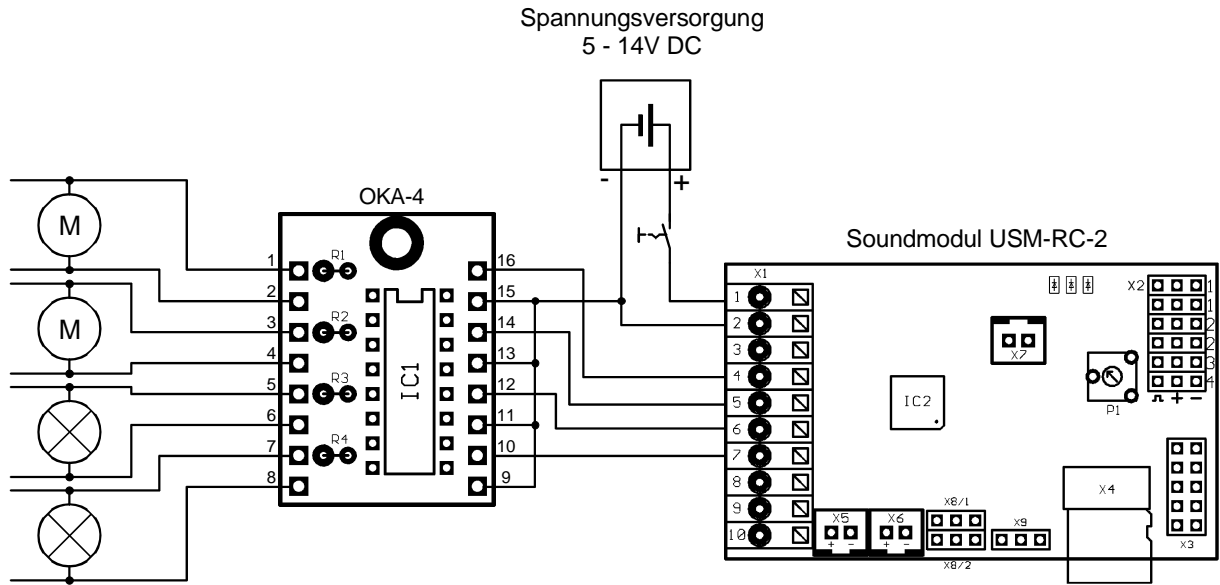 Spannungsversorgung
5 - 14V DC
- +
OKA-4
Soundmodul USM-RC-2
M
M
1
2
3
4
5
6
7
8
R1
R2
R3
R4
IC1
16
15
14
13
12
11
10
9
X1
1
2
3
4
5
6
7
8
9
10
X2
1
1
2
2
3
4
+ -
X7
P1
IC2
X5
+ -
X6
+ -
X8/1
X8/2
X9
X4
X3